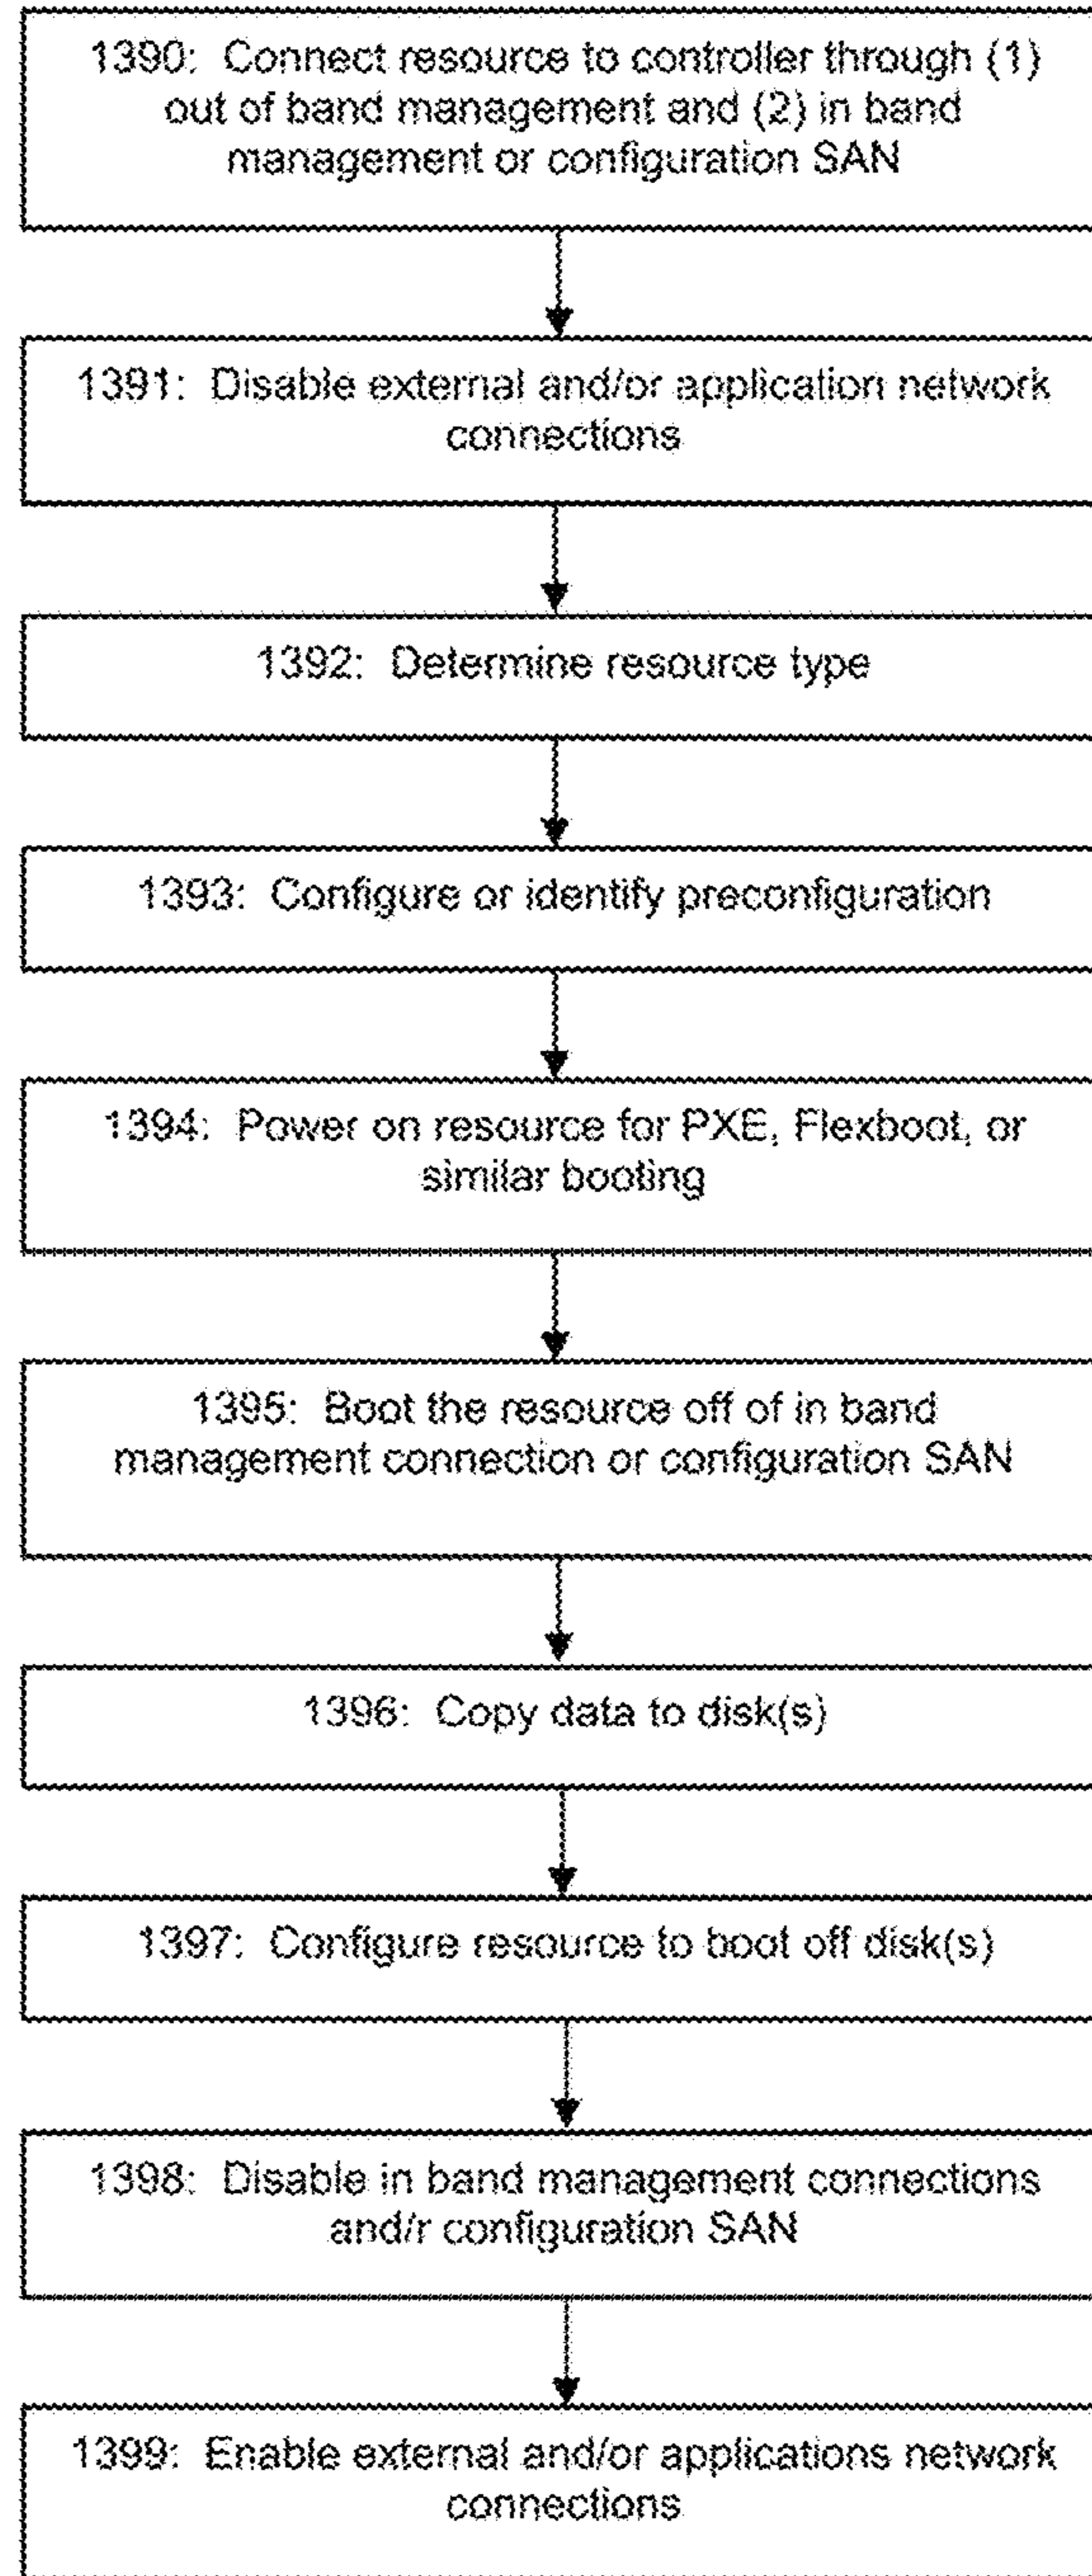 1390: Connect resource to controller through (1)
out of band management and (2) in band
management or configuration SAN
1391: Disable external and/or application network
connections
1392: Determine resource type
1393: Configure or identify preconfiguration
1394: Power on resource for PXE, Flexboot, or
similar booting
1395: Boot the resource off of in band
management connection or configuration SAN
1396: Copy data to disk(s)
1397: Configure resource to boot off disk(s)
1398: Disable in band management connections
and/r configuration SAN
1399: Enable external and/or applications network
connections